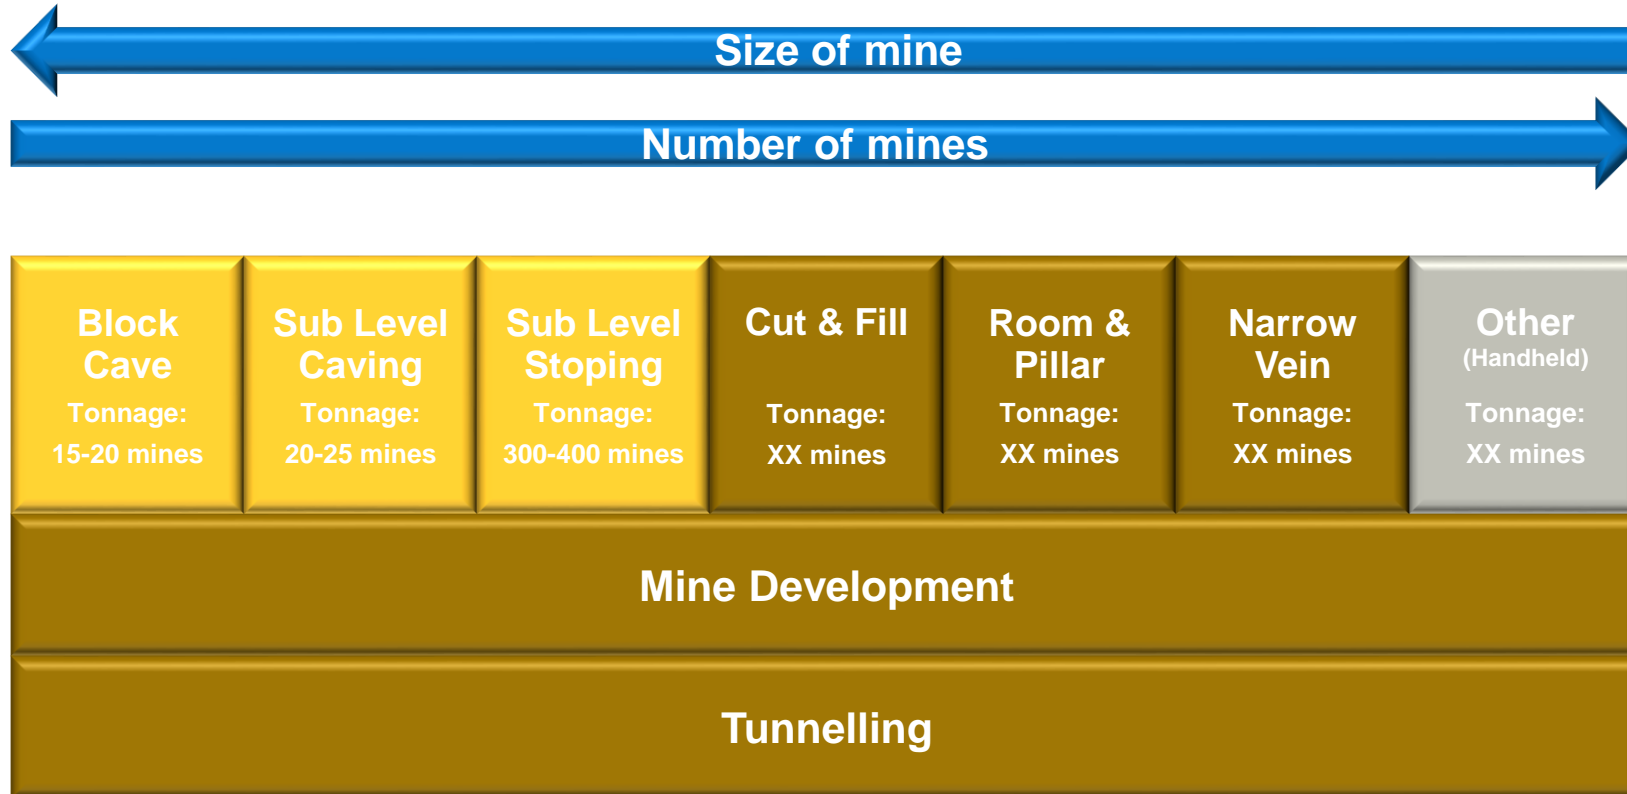 Size of mine
Number of mines
Block
Cave
Tonnage:
15-20 mines
Sub Level
Caving
Tonnage:
20-25 mines
Sub Level
Stoping
Tonnage:
300-400 mines
Cut & Fill
Tonnage:
XX mines
Room &
Pillar
Tonnage:
XX mines
Narrow
Vein
Tonnage:
XX mines
Other
(Handheld)
Tonnage:
XX mines
Mine Development
Tunnelling